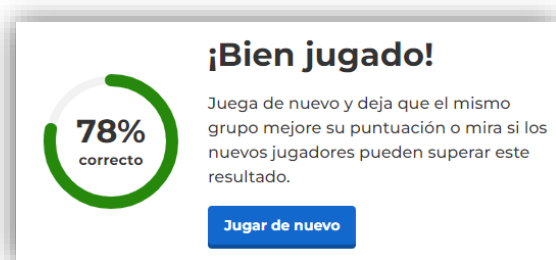 ¡Bien jugado!
78%
correcto
Juega de nuevo y deja que el mismo
grupo mejore su puntuación o mira si los
nuevos jugadores pueden superar este
resultado.
Jugar de nuevo